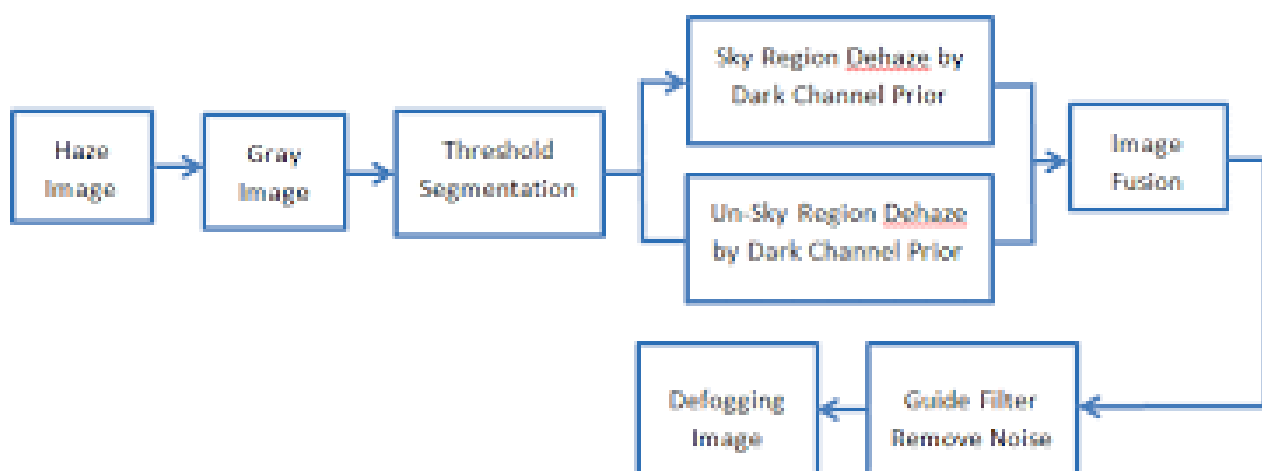 Haze
Image
Gray
Image
Threshold
Segmentation
Sky Region Dehaze by
Dark Channel Prior
Un-Sky Region Dehaze
by Dark Channel Prior
Image
Fusion
Guide Filter
Remove Noise
Defogging
Image